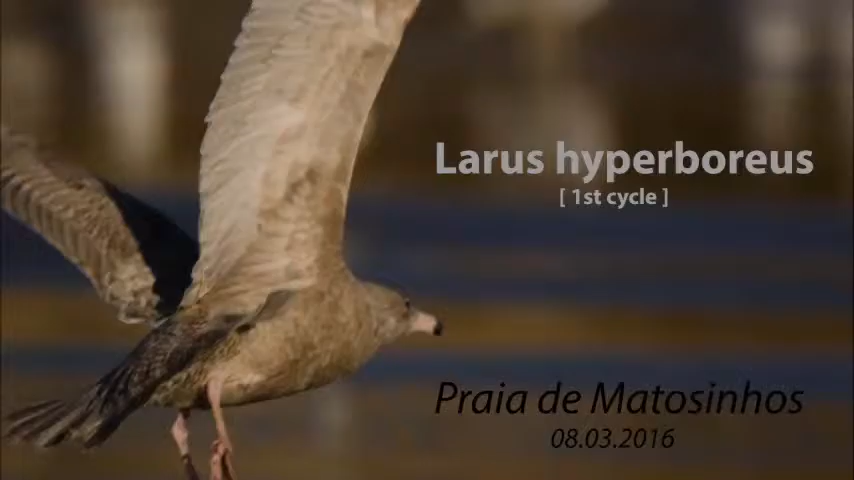 Larus hyperboreus
[ 1st cycle ]
Praia de Matosinhos
08.03.2016